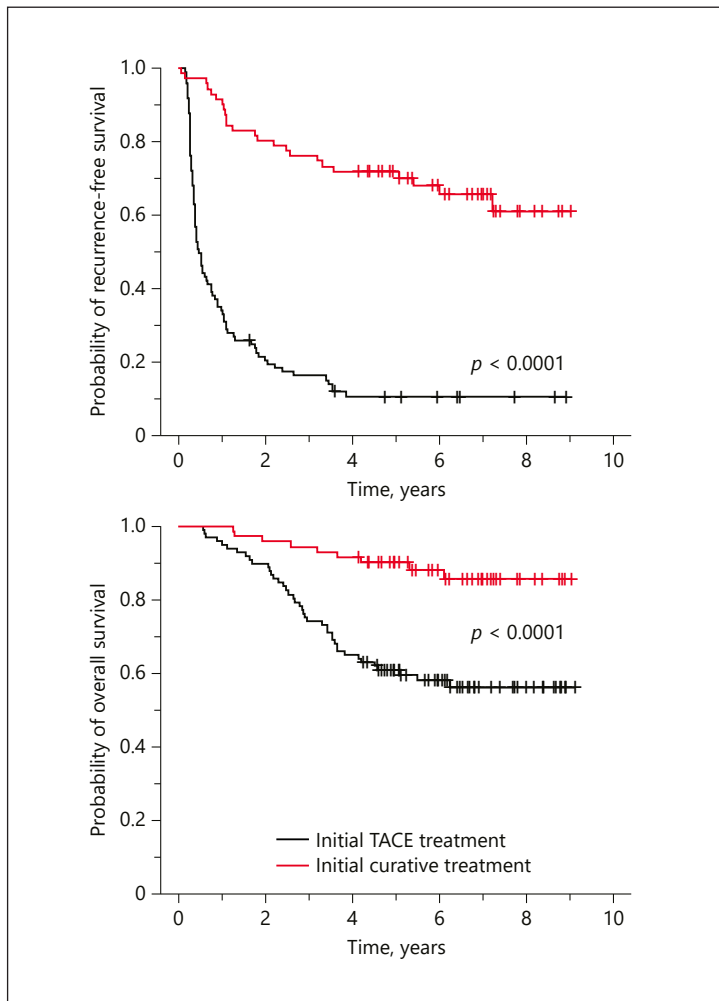 Probability of recurrence-free survival
1.0
0.8
0.6
0.4
0.2
0
p < 0.0001
0 2 4 6 8 10
Time, years
Probability of overall survival
1.0
0.8
0.6
0.4
0.2
0
p < 0.0001
Initial TACE treatment
Initial curative treatment
0 2 4 6 8 10
Time, years